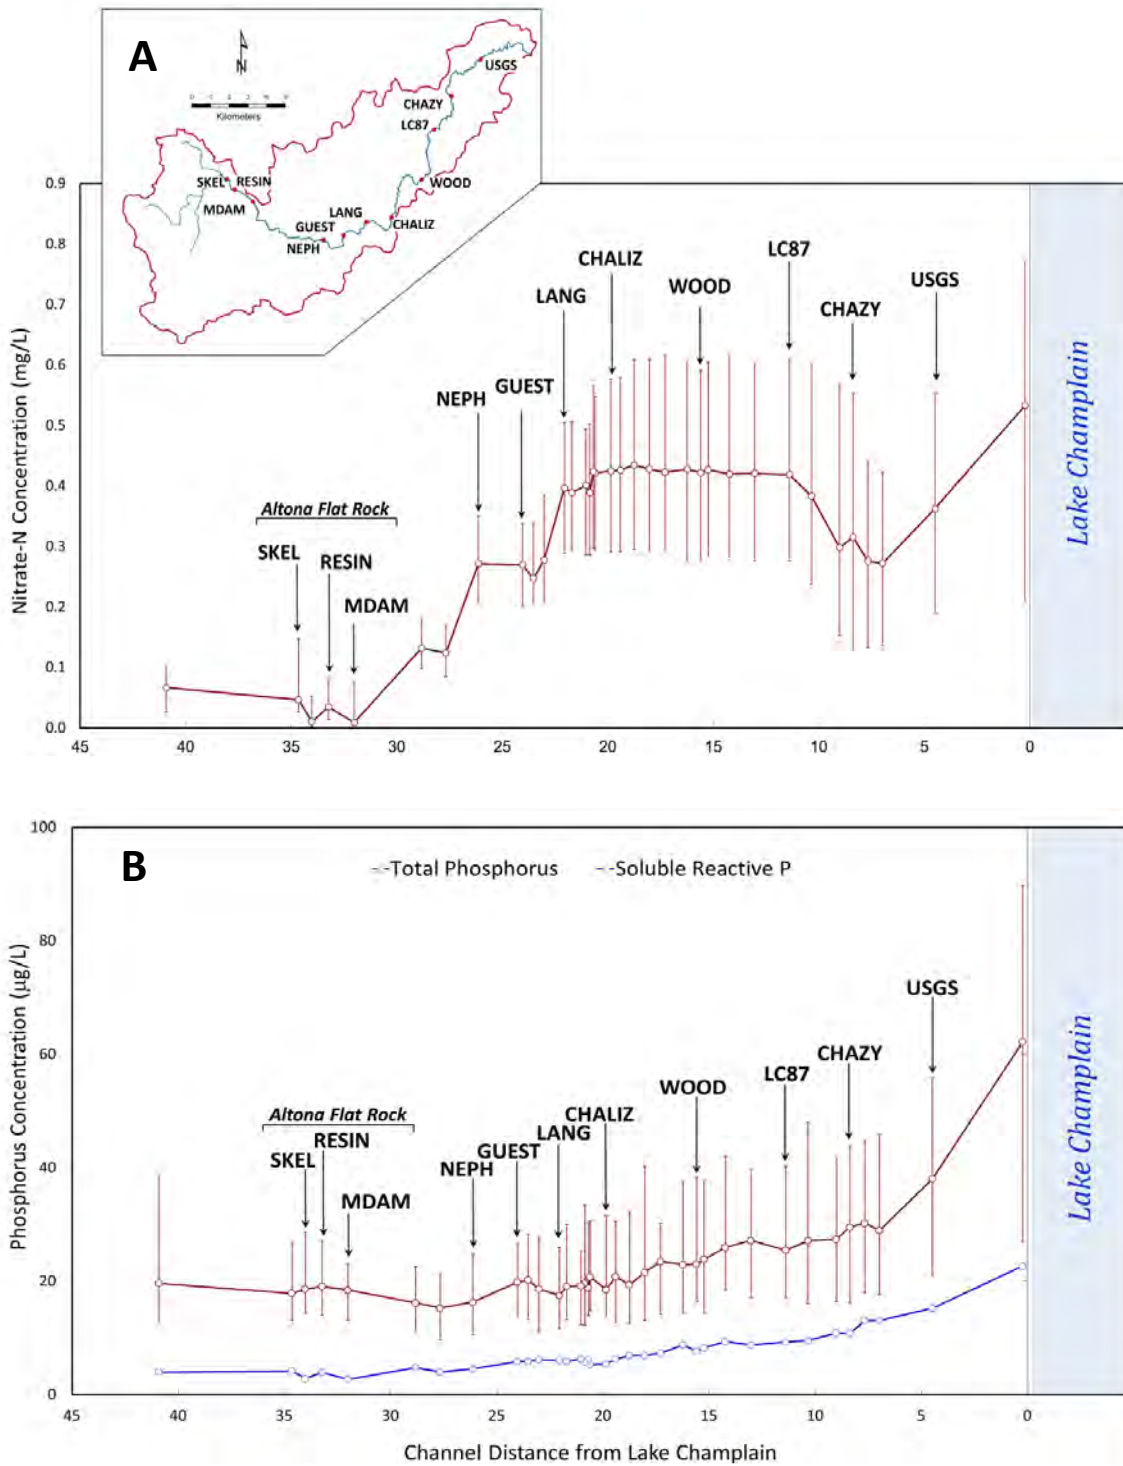 A
N
Kilometers
USGS
CHAZY
LC87
WOOD
SKEL RESIN
MDAM
LANG
GUEST
CHALIZ
NEPH
0.9
0.8
0.7
0.6
0.5
0.4
0.3
0.2
0.1
0.0
Nitrate-N Concentration (mg/L)
LC87
CHALIZ
USGS
WOOD
LANG
CHAZY
GUEST
NEPH
Altona Flat Rock
SKEL
RESIN
MDAM
Lake Champlain
45 40 35 30 25 20 15 10 5 0
B
Total Phosphorus Soluble Reactive P
100
80
60
40
20
0
Phosphorus Concentration (µg/L)
USGS
CHAZY
LC87
WOOD
CHALIZ
Altona Flat Rock
LANG
RESIN
GUEST
SKEL
NEPH
MDAM
Lake Champlain
45 40 35 30 25 20 15 10 5 0
Channel Distance from Lake Champlain